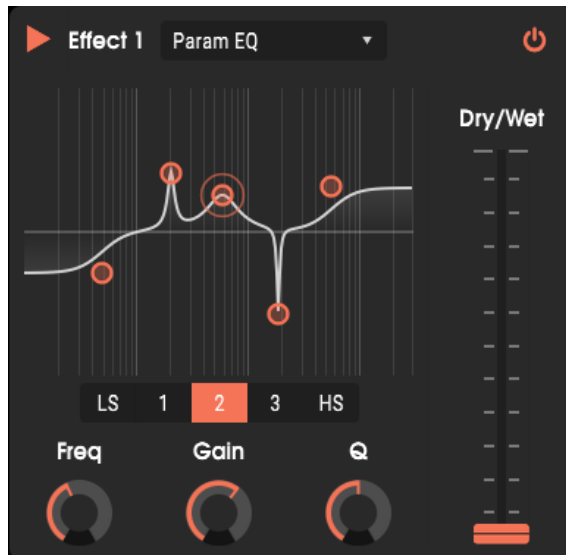 Effect 1 Param EQ
Dry/Wet
LS 1 2 3 HS
Freq Gain Q